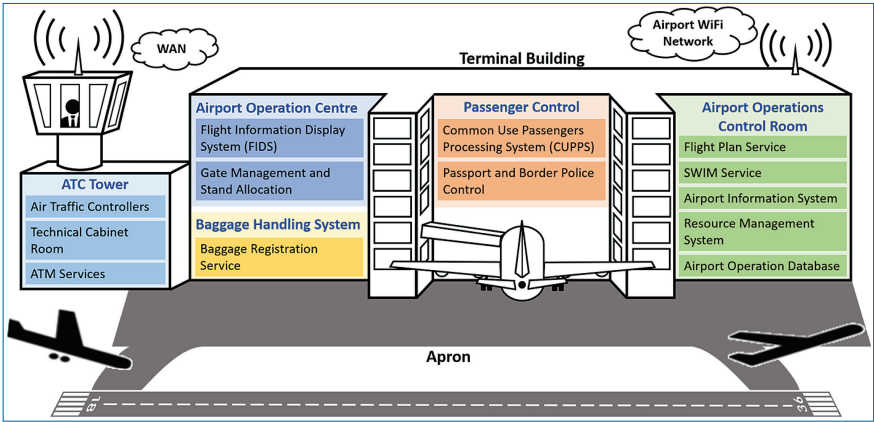 WAN
Airport WiFi
Network
Terminal Building
ATC Tower
Air Traffic Controllers
Technical Cabinet
Room
ATM Services
Airport Operation Centre
Flight Information Display
System (FIDS)
Gate Management and
Stand Allocation
Baggage Handling System
Baggage Registration
Service
Passenger Control
Common Use Passengers
Processing System (CUPPS)
Passport and Border Police
Control
Airport Operations
Control Room
Flight Plan Service
SWIM Service
Airport Information System
Resource Management
System
Airport Operation Database
Apron
18
36